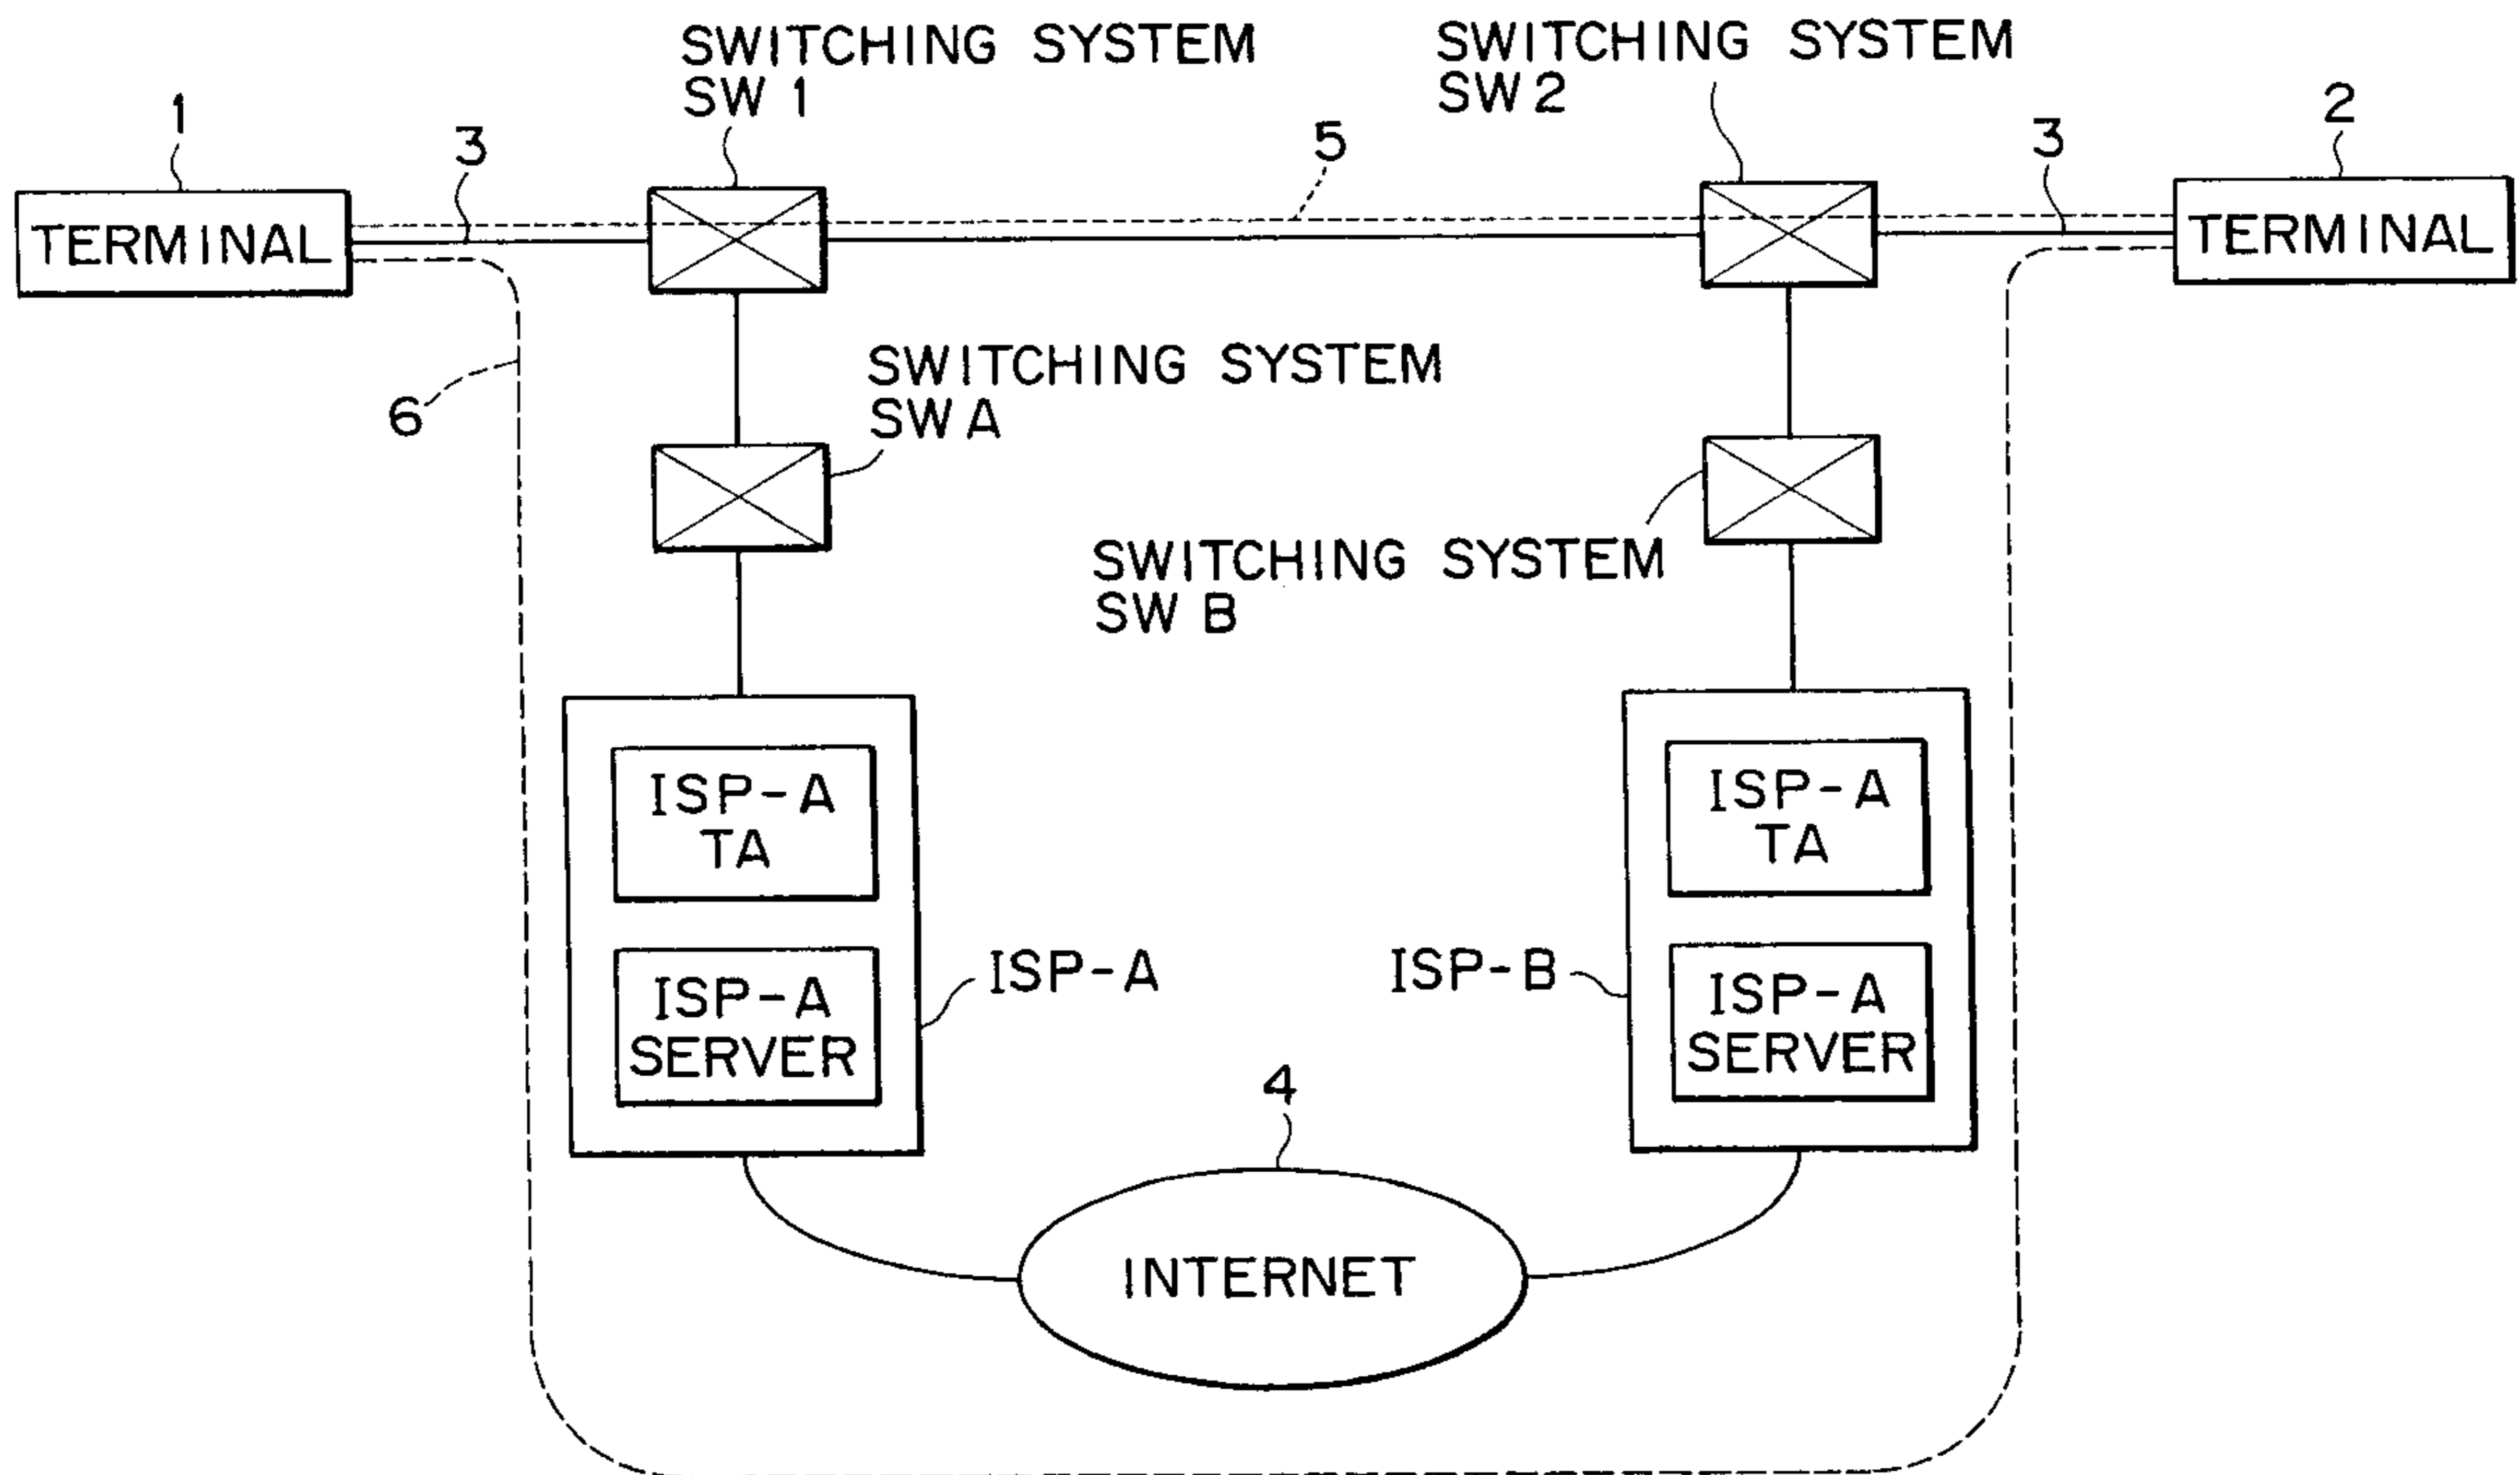 SWITCHING SYSTEM
SW 1
SWITCHING SYSTEM
SW 2
1
3
5
3
2
TERMINAL
TERMINAL
6
SWITCHING SYSTEM
SW A
SWITCHING SYSTEM
SW B
ISP-A
TA
ISP-A
SERVER
ISP-A
ISP-B
ISP-A
TA
ISP-A
SERVER
4
INTERNET